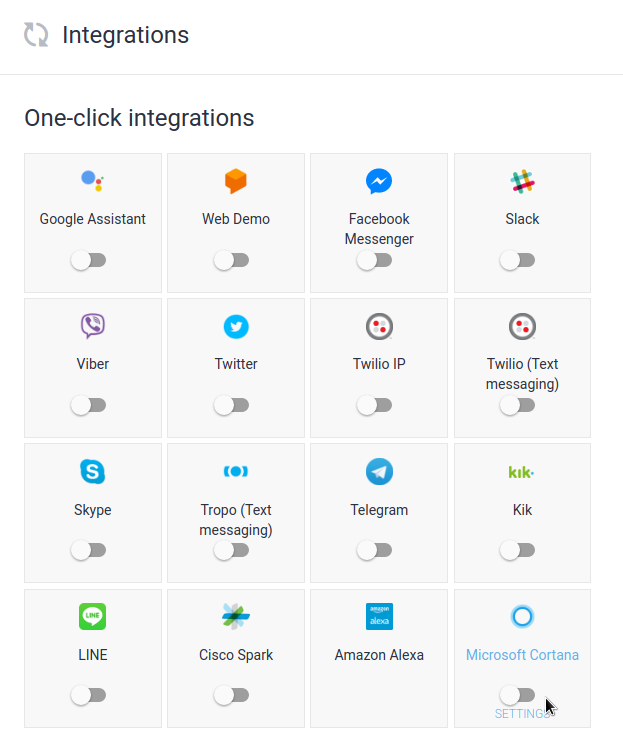 Integrations
One-click integrations
Google Assistant
Web Demo
Facebook
Messenger
Slack
Viber
Twitter
Twilio IP
Twilio (Text
messaging)
Skype
Tropo (Text
messaging)
Telegram
kik.
Kik
LINE
LINE
Cisco Spark
amazon
alexa
Amazon Alexa
Microsoft Cortana
SETTINGS